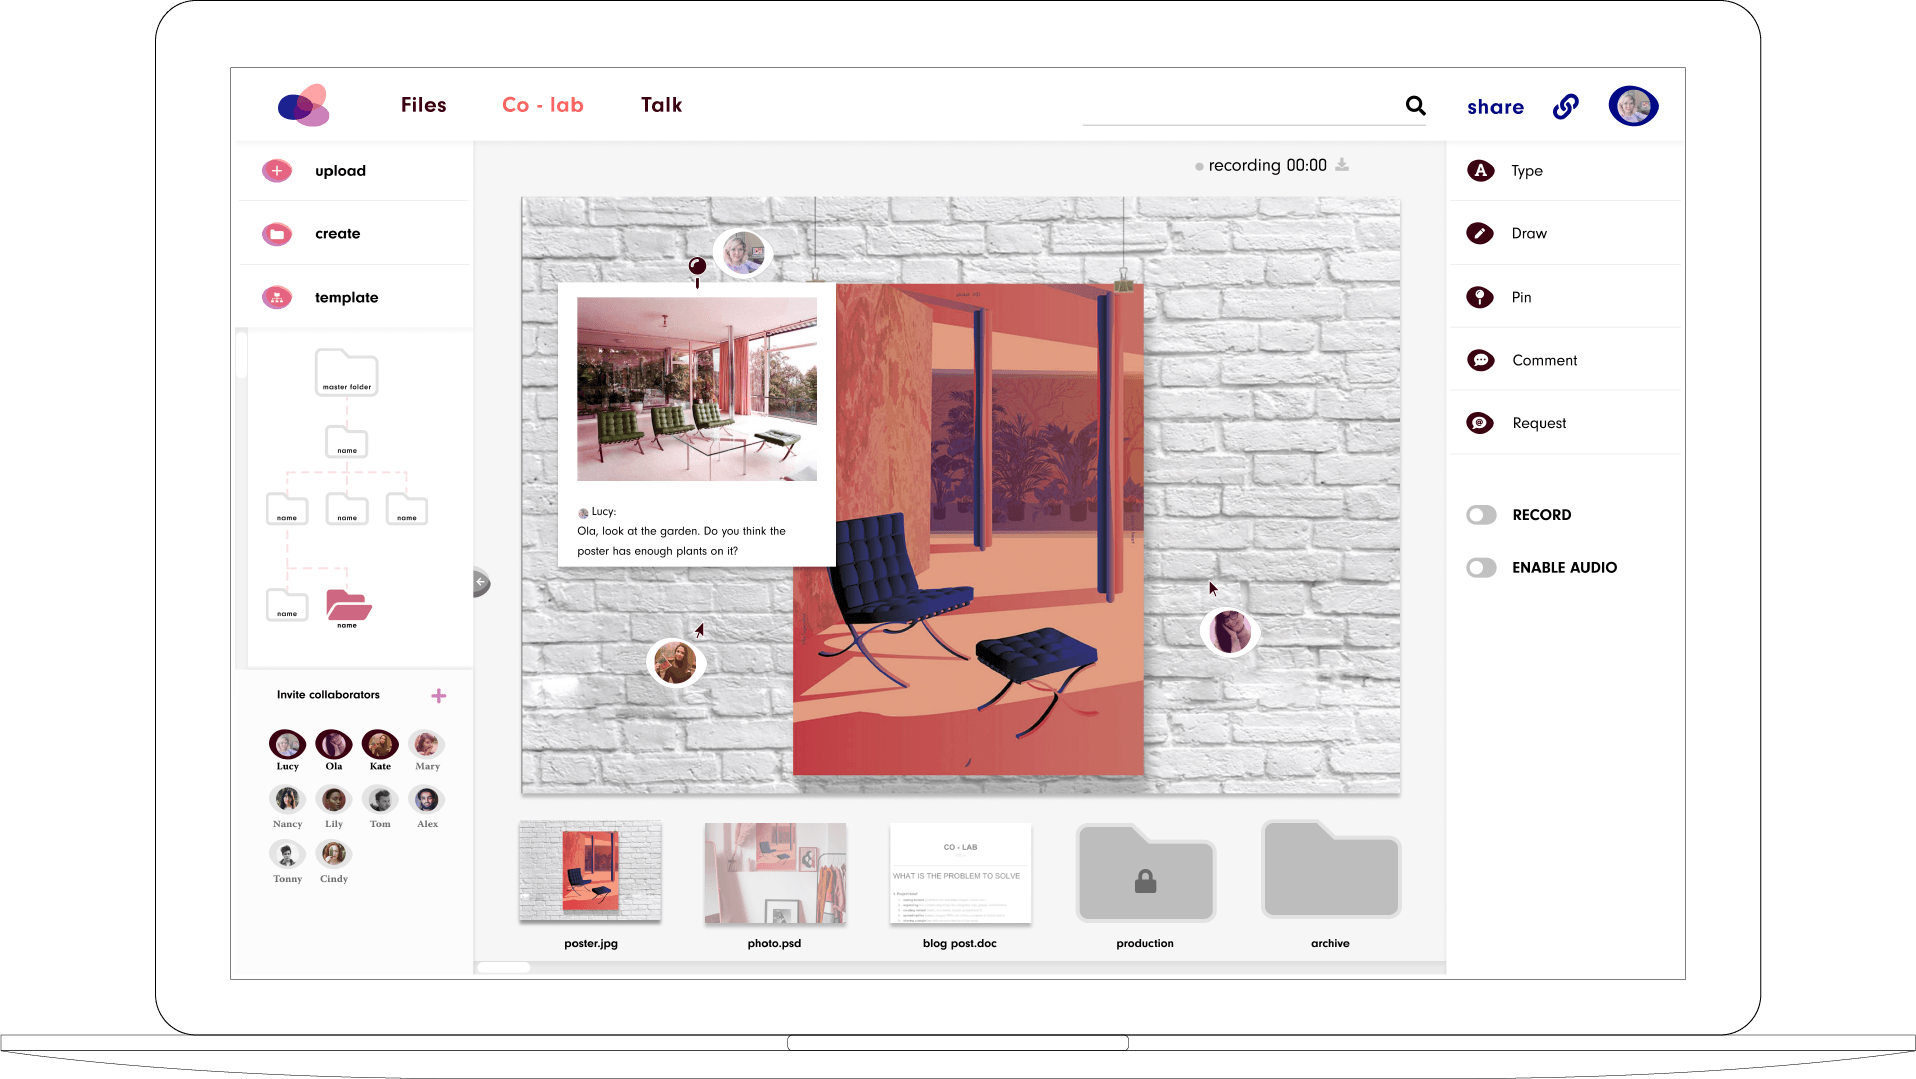 Files
Co - lab
Talk
share
upload
create
template
recording 00:00
Type
Draw
Pin
Comment
Request
RECORD
ENABLE AUDIO
master folder
name
name
name
name
name
name
Lucy:
Ola, look at the garden. Do you think the
poster has enough plants on it?
Invite collaborators
Lucy
Ola
Kate
Mary
Nancy
Lily
Tom
Alex
Tonny
Cindy
CO - LAB
WHAT IS THE PROBLEM TO SOLVE
poster.jpg
photo.psd
blog post.doc
production
archive